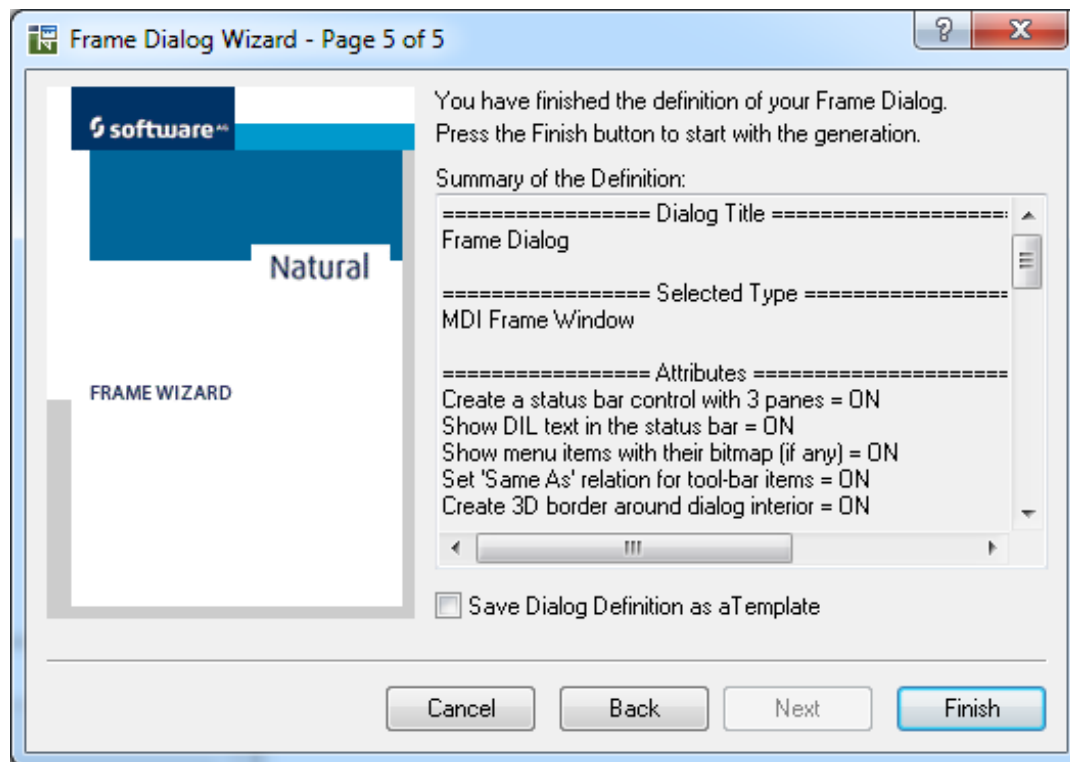 Frame Dialog Wizard - Page 5 of 5
software AG
Natural
FRAME WIZARD
You have finished the definition of your Frame Dialog.
Press the Finish button to start with the generation.
Summary of the Definition:
================= Dialog Title ====================
Frame Dialog
================= Selected Type =================
MDI Frame Window
================= Attributes =====================
Create a status bar control with 3 panes = ON
Show DIL text in the status bar = ON
Show menu items with their bitmap (if any) = ON
Set 'Same As' relation for tool-bar items = ON
Create 3D border around dialog interior = ON
Save Dialog Definition as aTemplate
Cancel
Back
Next
Finish